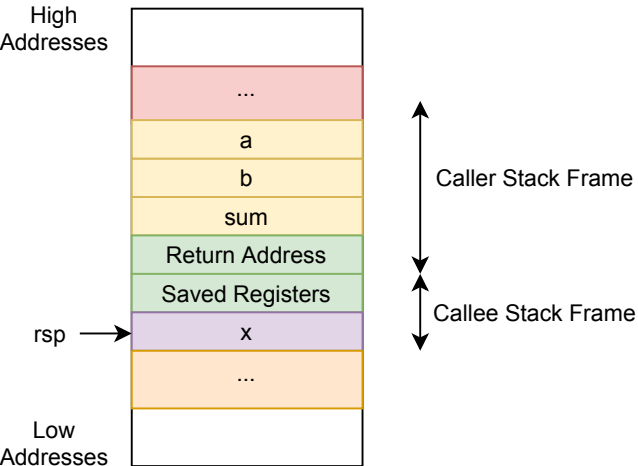 High
Addresses
...
a
b
Caller Stack Frame
sum
Return Address
Saved Registers
Callee Stack Frame
rsp
x
...
Low
Addresses